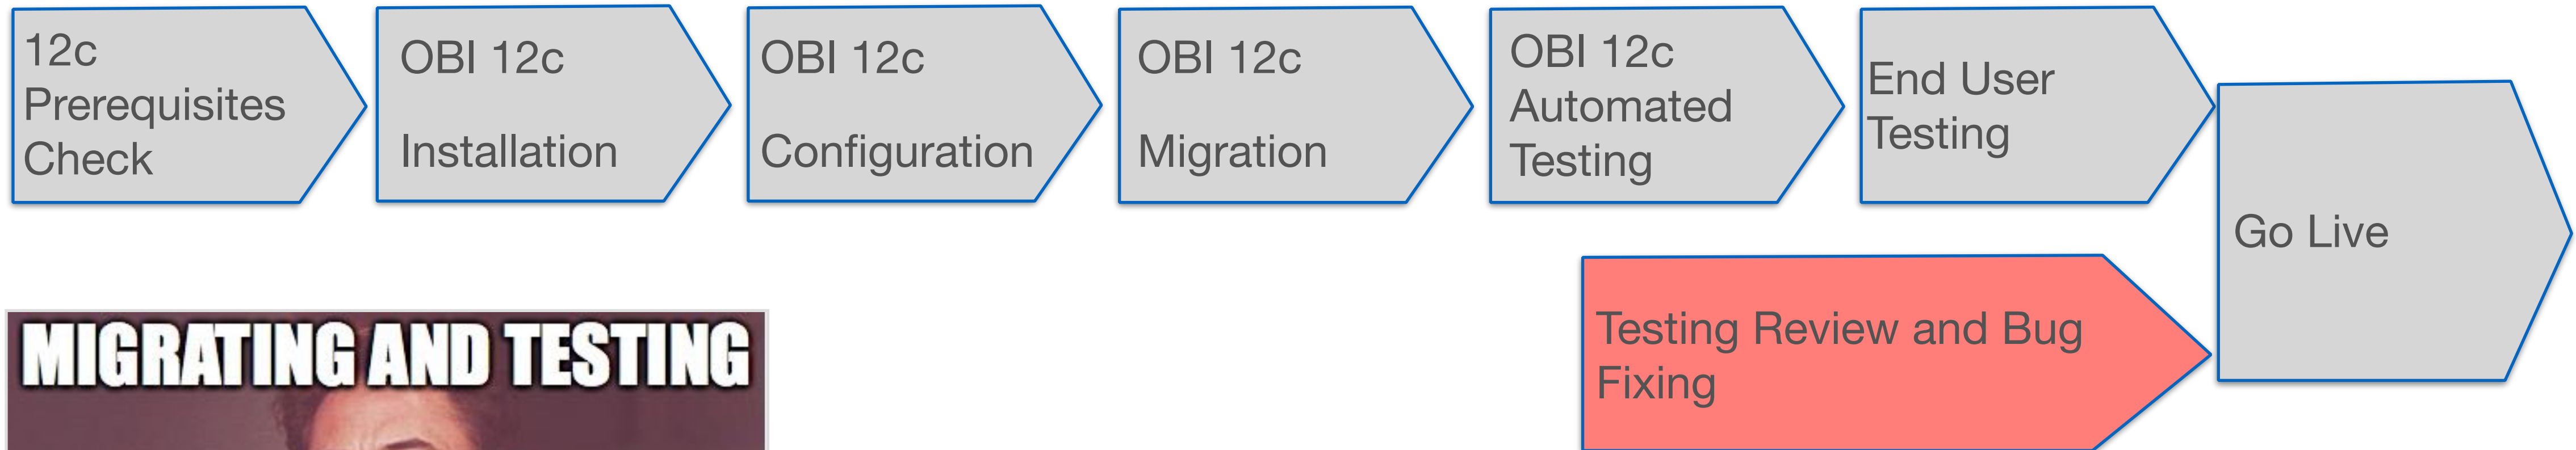 12c
Prerequisites
Check
OBI 12c
Installation
OBI 12c
Configuration
OBI 12c
Migration
OBI 12c
Automated
Testing
End User
Testing
Go Live
Testing Review and Bug
Fixing
MIGRATING AND TESTING